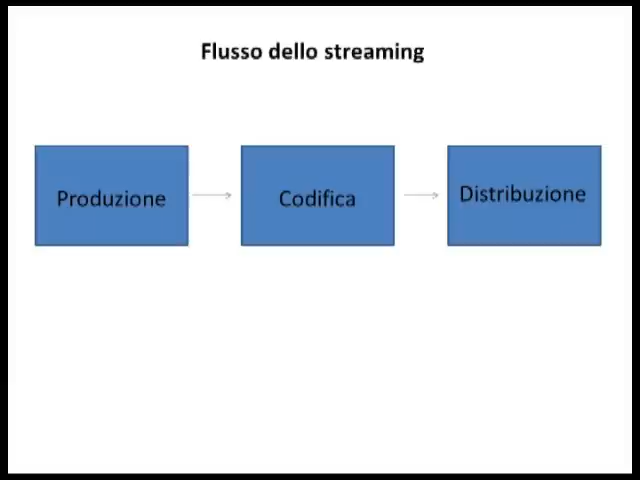 Flusso dello streaming
Produzione
Codifica
Distribuzione